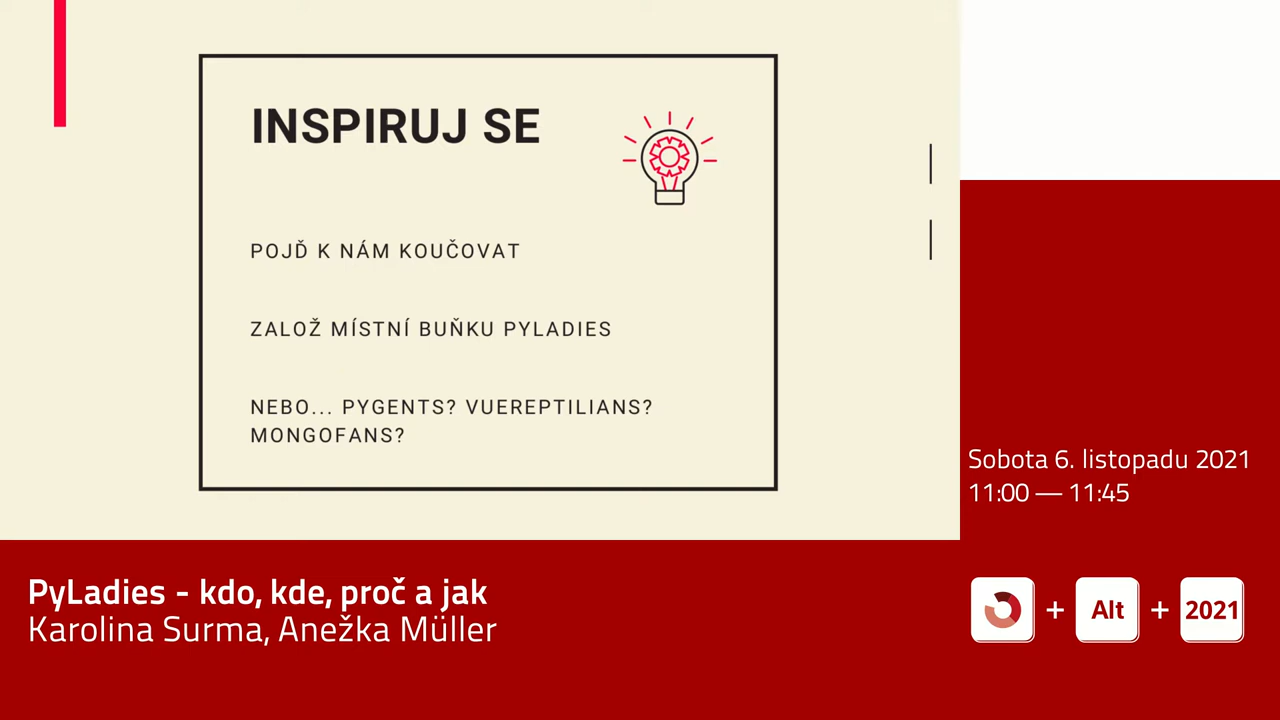 INSPIRUJ SE
POJĎ K NÁM KOUČOVAT
ZALOŽ MÍSTNÍ BUŇKU PYLADIES
NEBO... PYGENTS? VUEREPTILIANS?
MONGOFANS?
Sobota 6. listopadu 2021
11:00 — 11:45
PyLadies - kdo, kde, proč a jak
Karolina Surma, Anežka Müller
+ Alt + 2021